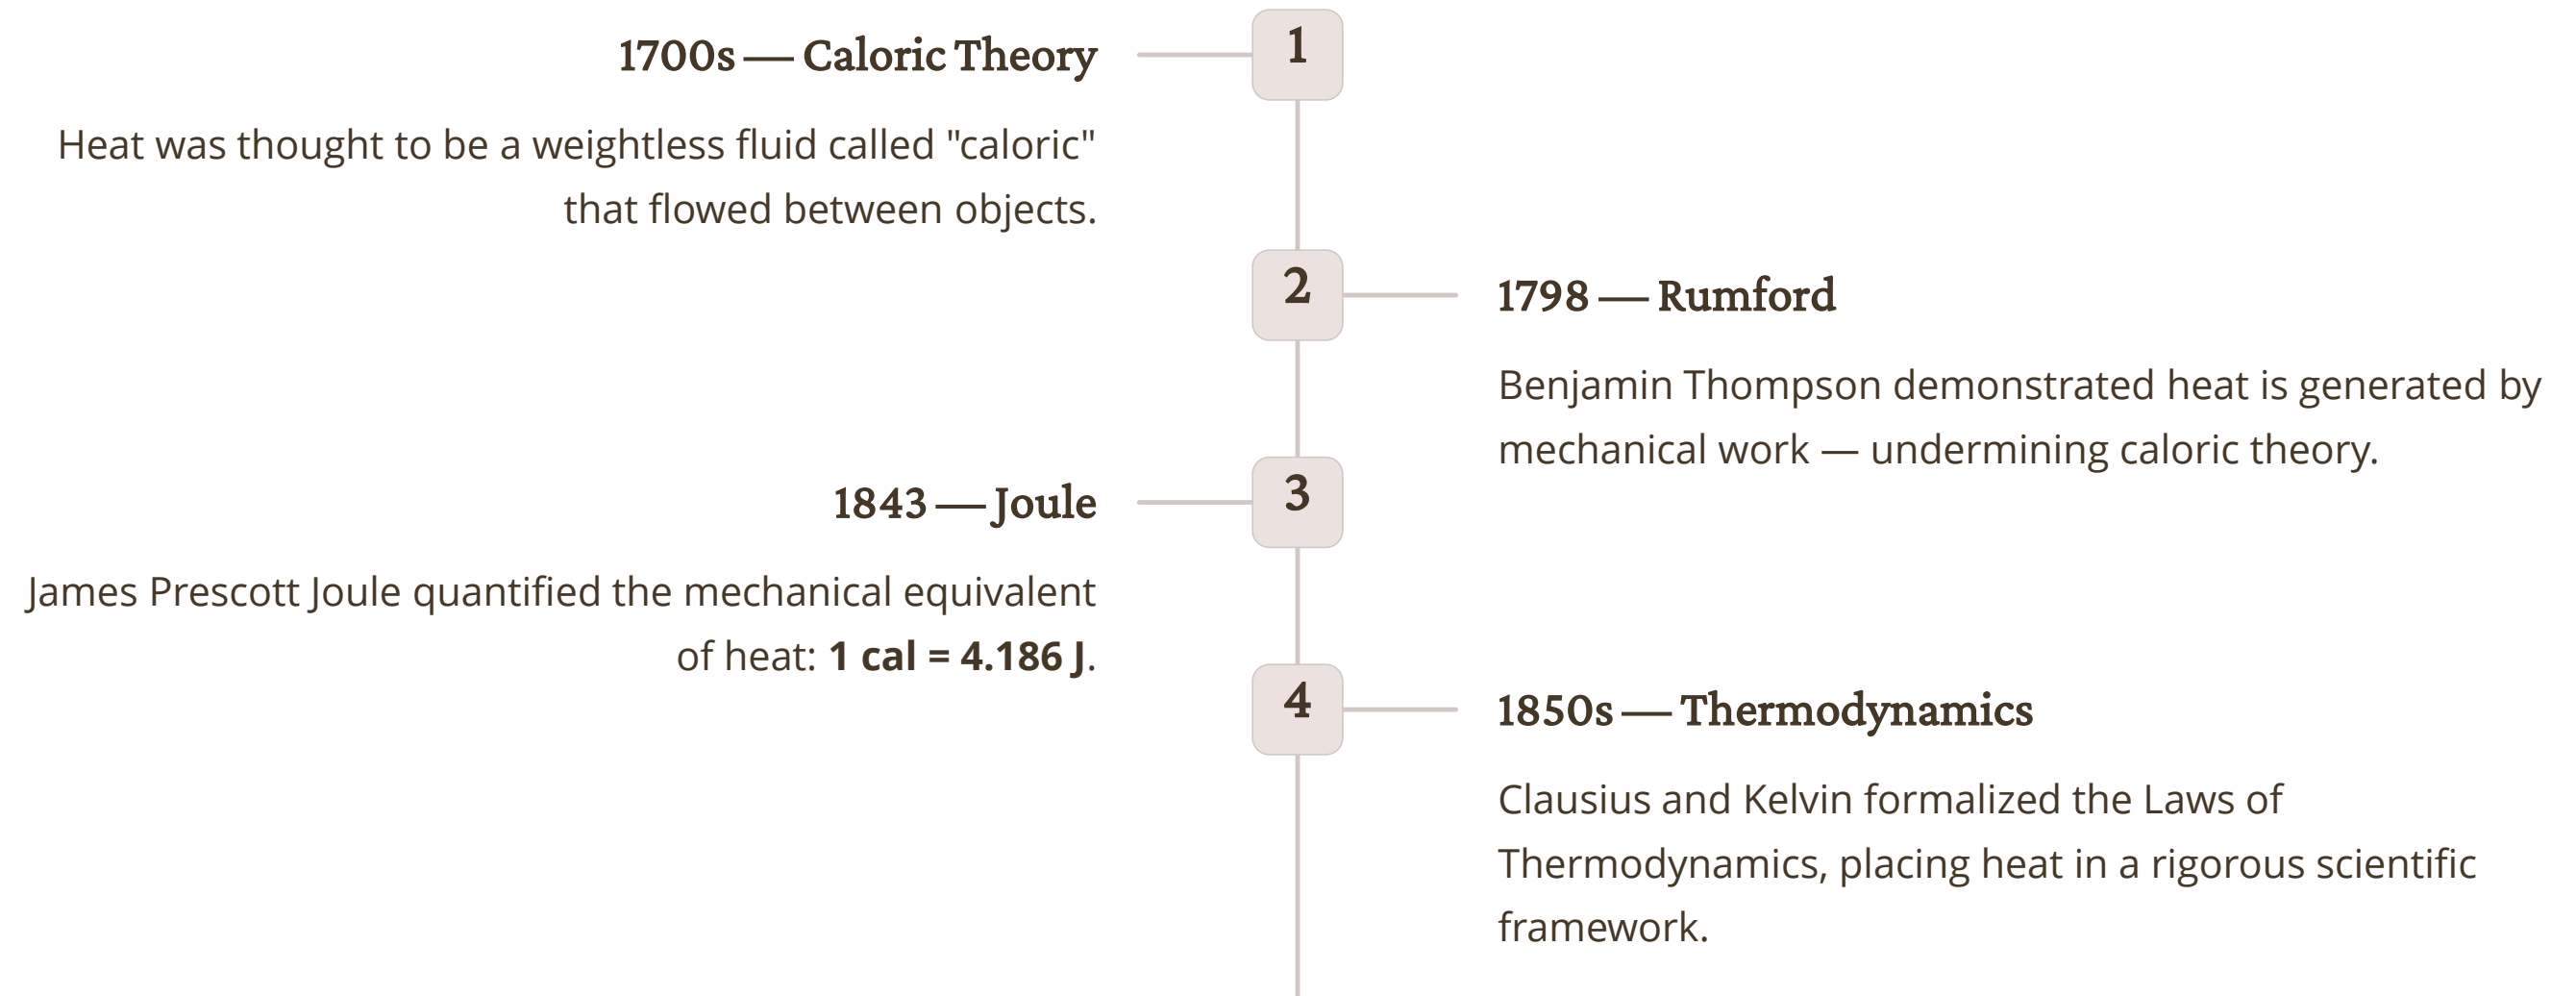 1
1700s — Caloric Theory
Heat was thought to be a weightless fluid called "caloric"
that flowed between objects.
2
1798 — Rumford
Benjamin Thompson demonstrated heat is generated by
mechanical work — undermining caloric theory.
3
1843 — Joule
James Prescott Joule quantified the mechanical equivalent
of heat: 1 cal = 4.186 J.
4
1850s — Thermodynamics
Clausius and Kelvin formalized the Laws of
Thermodynamics, placing heat in a rigorous scientific
framework.